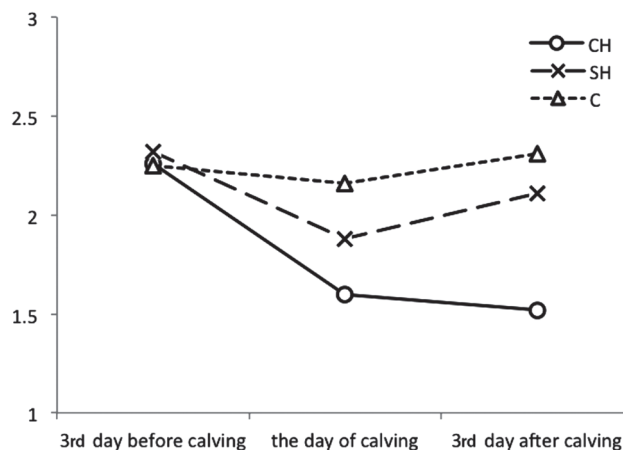 3
2.5
2
1.5
1
CH
SH
C
3rd day before calving the day of calving 3rd day after calving